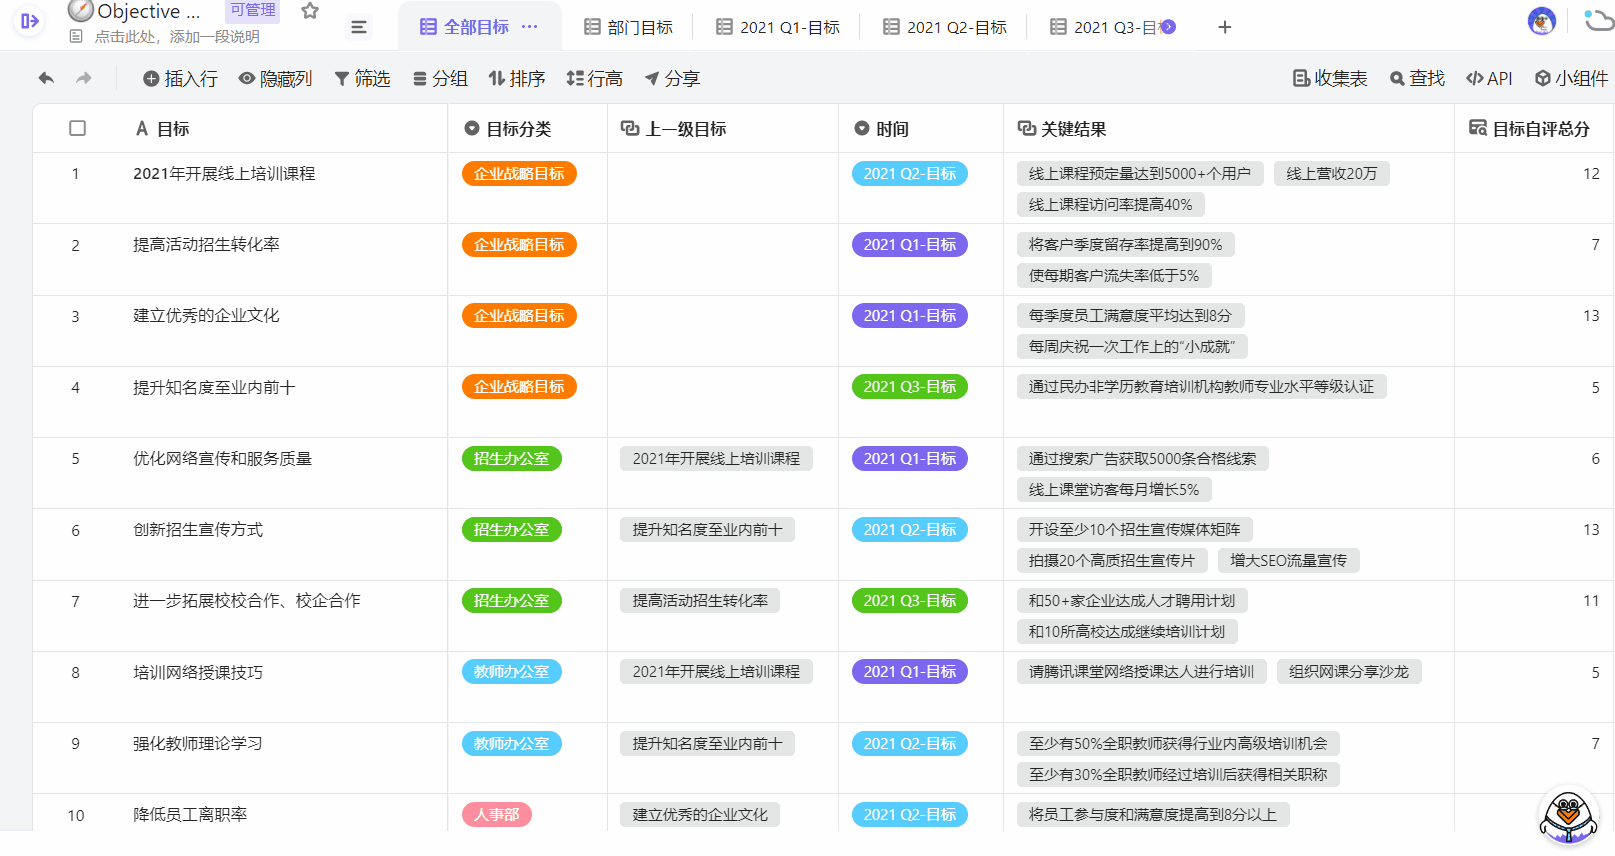 Objective ... 可管理
点击此处，添加一段说明
全部目标 ··· 部门目标 2021 Q1-目标 2021 Q2-目标 2021 Q3-目标
插入行 隐藏列 筛选 分组 排序 行高 分享 收集表 查找 API 小组件
目标 目标分类 上一级目标 时间 关键结果 目标自评总分
1 2021年开展线上培训课程 企业战略目标 2021 Q2-目标 线上课程预定量达到5000+个用户 线上营收20万 12
线上课程访问率提高40%
2 提高活动招生转化率 企业战略目标 2021 Q1-目标 将客户季度留存率提高到90% 7
使每期客户流失率低于5%
3 建立优秀的企业文化 企业战略目标 2021 Q1-目标 每季度员工满意度平均达到8分 13
每周庆祝一次工作上的“小成就”
4 提升知名度至业内前十 企业战略目标 2021 Q3-目标 通过民办非学历教育培训机构教师专业水平等级认证 5
5 优化网络宣传和服务质量 招生办公室 2021年开展线上培训课程 2021 Q1-目标 通过搜索广告获取5000条合格线索 6
线上课堂访客每月增长5%
6 创新招生宣传方式 招生办公室 提升知名度至业内前十 2021 Q2-目标 开设至少10个招生宣传媒体矩阵 13
拍摄20个高质招生宣传片 增大SEO流量宣传
7 进一步拓展校校合作、校企合作 招生办公室 提高活动招生转化率 2021 Q3-目标 和50+家企业达成人才聘用计划 11
和10所高校达成继续培训计划
8 培训网络授课技巧 教师办公室 2021年开展线上培训课程 2021 Q1-目标 请腾讯课堂网络授课达人进行培训 组织网课分享沙龙 5
9 强化教师理论学习 教师办公室 提升知名度至业内前十 2021 Q2-目标 至少有50%全职教师获得行业内高级培训机会 7
至少有30%全职教师经过培训后获得相关职称
10 降低员工离职率 人事部 建立优秀的企业文化 2021 Q2-目标 将员工参与度和满意度提高到8分以上